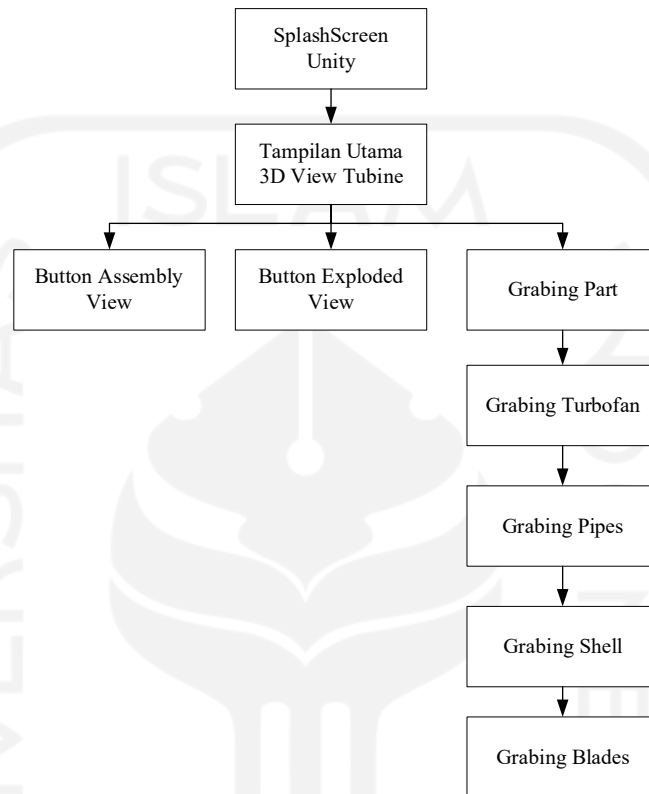 SplashScreen
Unity
Tampilan Utama
3D View Tubine
Button Assembly
View
Button Exploded
View
Grabing Part
Grabing Turbofan
Grabing Pipes
Grabing Shell
Grabing Blades
ISLAM